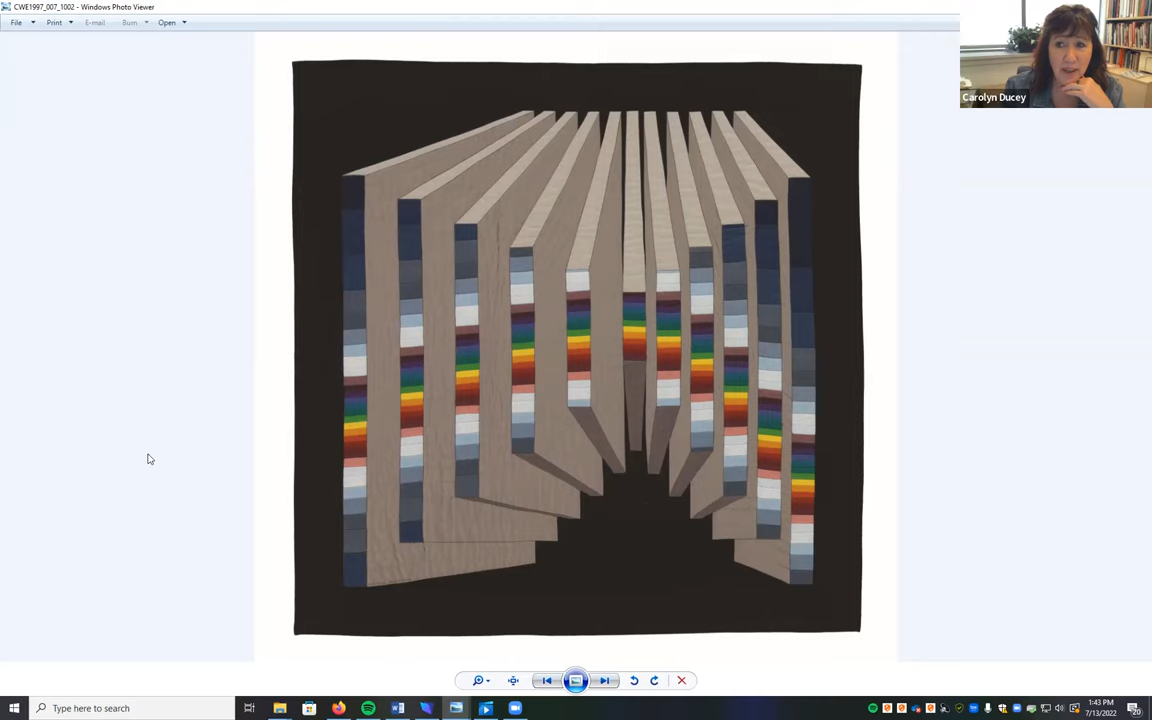 CWE1997_007_1002 - Windows Photo Viewer
File Print E-mail Burn Open
Carolyn Ducey
Type here to search
1:43 PM
7/13/2022
20